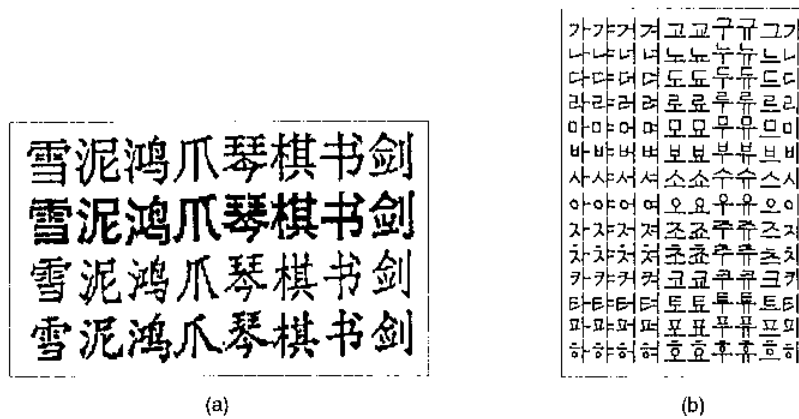 雪泥鸿爪琴棋书剑
雪泥鸿爪琴棋书剑
雪泥鸿爪琴棋书剑
雪泥鸿爪琴棋书剑
(a)
가갸거겨고교구규그기
나냐너녀노뇨누뉴느니
다댜더뎌도됴두듀드디
라랴러려로료루류르리
마먀머며모묘무뮤므미
바뱌버벼보뵤부뷰브비
사샤서셔소쇼수슈스시
아야어여오요우유으이
자쟈저져조죠주쥬즈지
차챠처쳐초쵸추츄츠치
카캬커켜코쿄쿠큐크키
타탸터텨토툐투튜트티
파퍄퍼펴포표푸퓨프피
하햐허혀호효후휴흐히
(b)